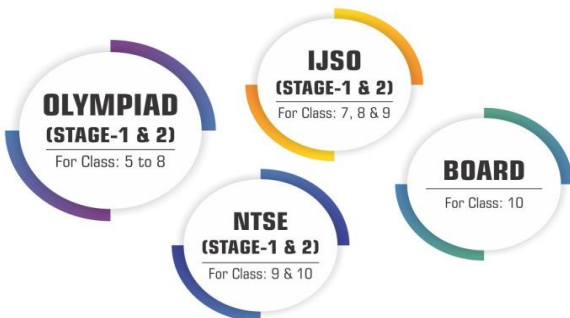 OLYMPIAD
(STAGE-1 & 2)
For Class: 5 to 8
IJSO
(STAGE-1 & 2)
For Class: 7, 8 & 9
NTSE
(STAGE-1 & 2)
For Class: 9 & 10
BOARD
For Class: 10